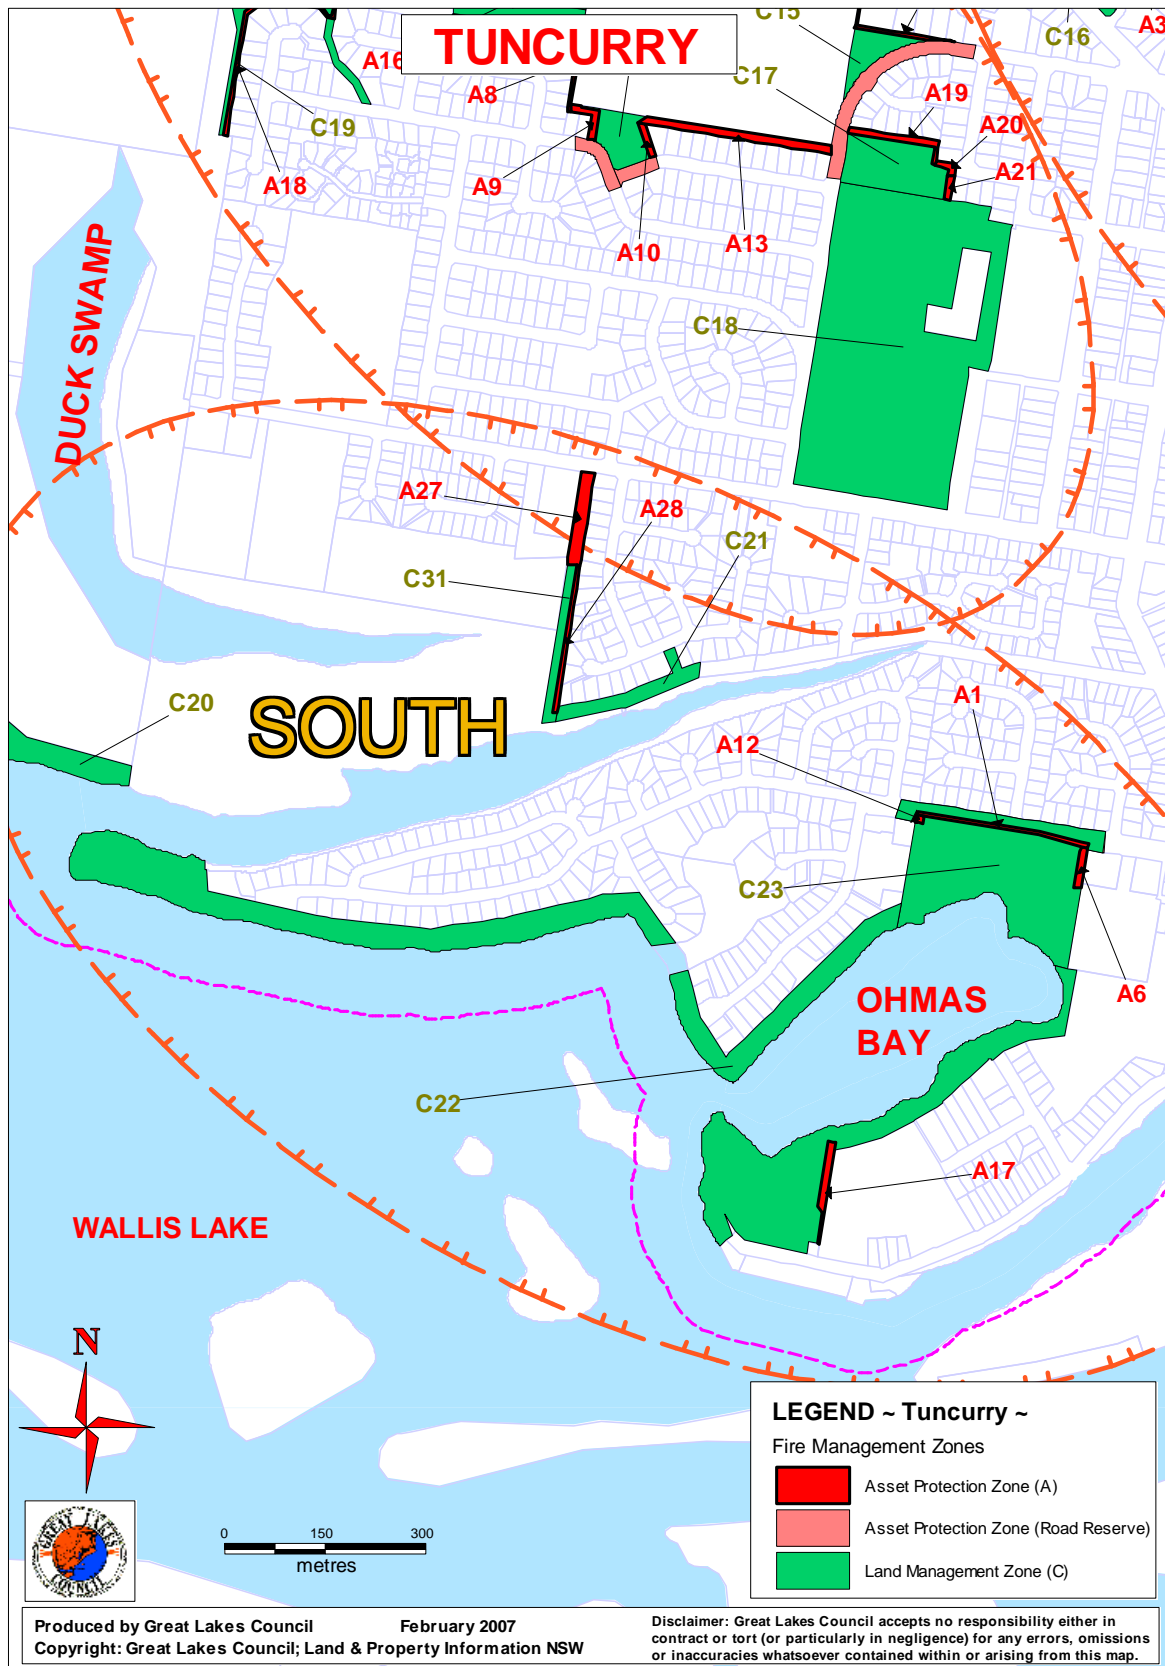 TUNCURRY
C15
C16
A3
A16
A8
C17
A19
A20
A21
C19
A18
A9
A10
A13
DUCK SWAMP
C18
A27
A28
C21
C31
C20
SOUTH
A1
A12
C23
OHMAS
BAY
A6
C22
A17
WALLIS LAKE
N
GREAT LAKES
COUNCIL
0 150 300
metres
LEGEND ~ Tuncurry ~
Fire Management Zones
Asset Protection Zone (A)
Asset Protection Zone (Road Reserve)
Land Management Zone (C)
Produced by Great Lakes Council February 2007
Copyright: Great Lakes Council; Land & Property Information NSW
Disclaimer: Great Lakes Council accepts no responsibility either in
contract or tort (or particularly in negligence) for any errors, omissions
or inaccuracies whatsoever contained within or arising from this map.